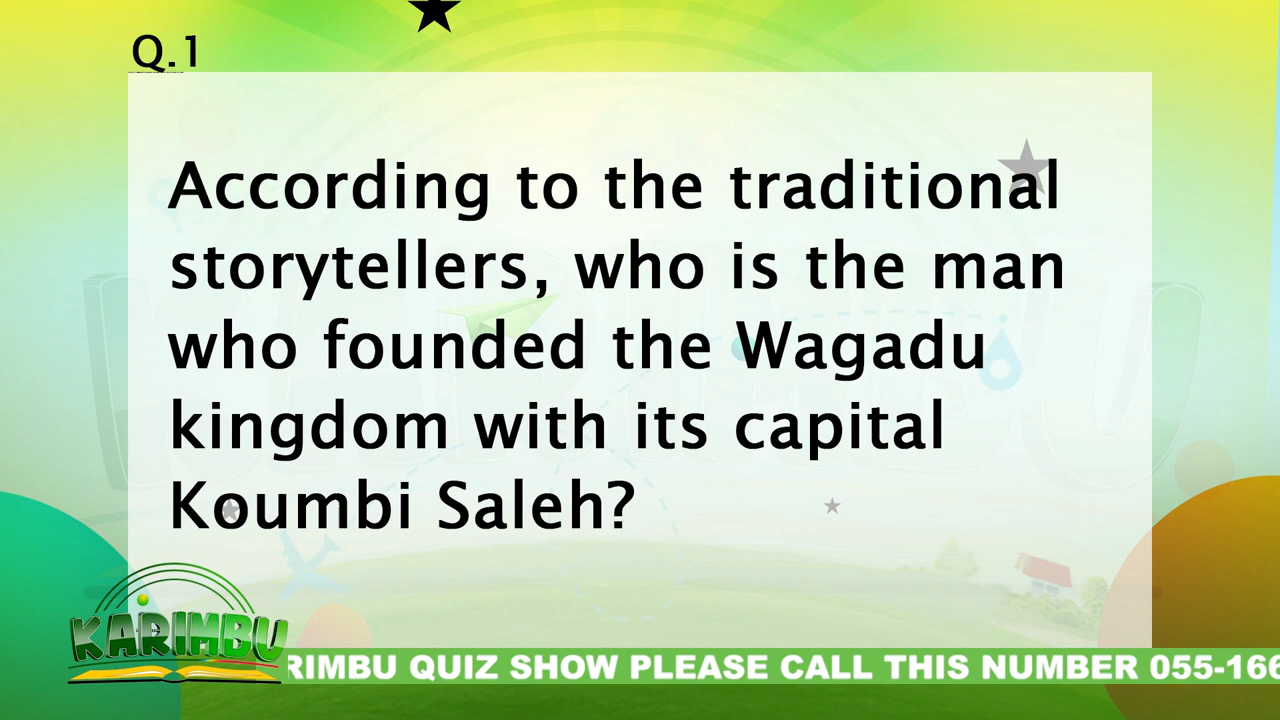 Q.1
According to the traditional
storytellers, who is the man
who founded the Wagadu
kingdom with its capital
Koumbi Saleh?
KARIMBU
RIMBU QUIZ SHOW PLEASE CALL THIS NUMBER 055-166